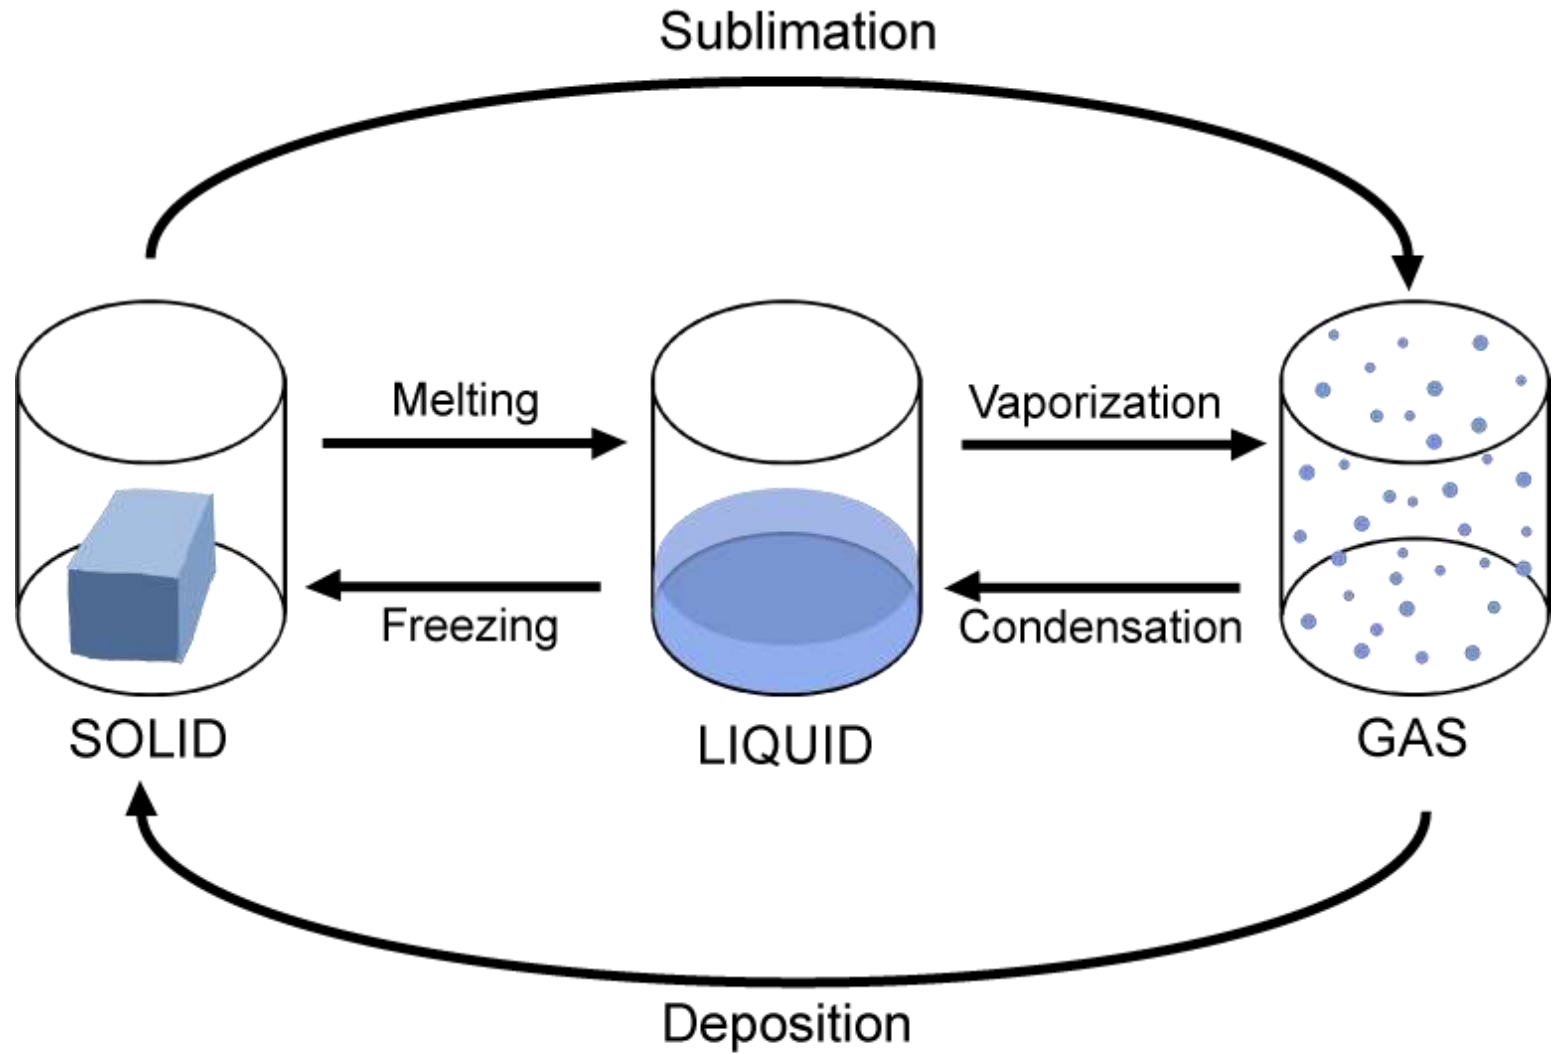 Sublimation
Melting
Vaporization
Freezing
Condensation
SOLID
LIQUID
GAS
Deposition